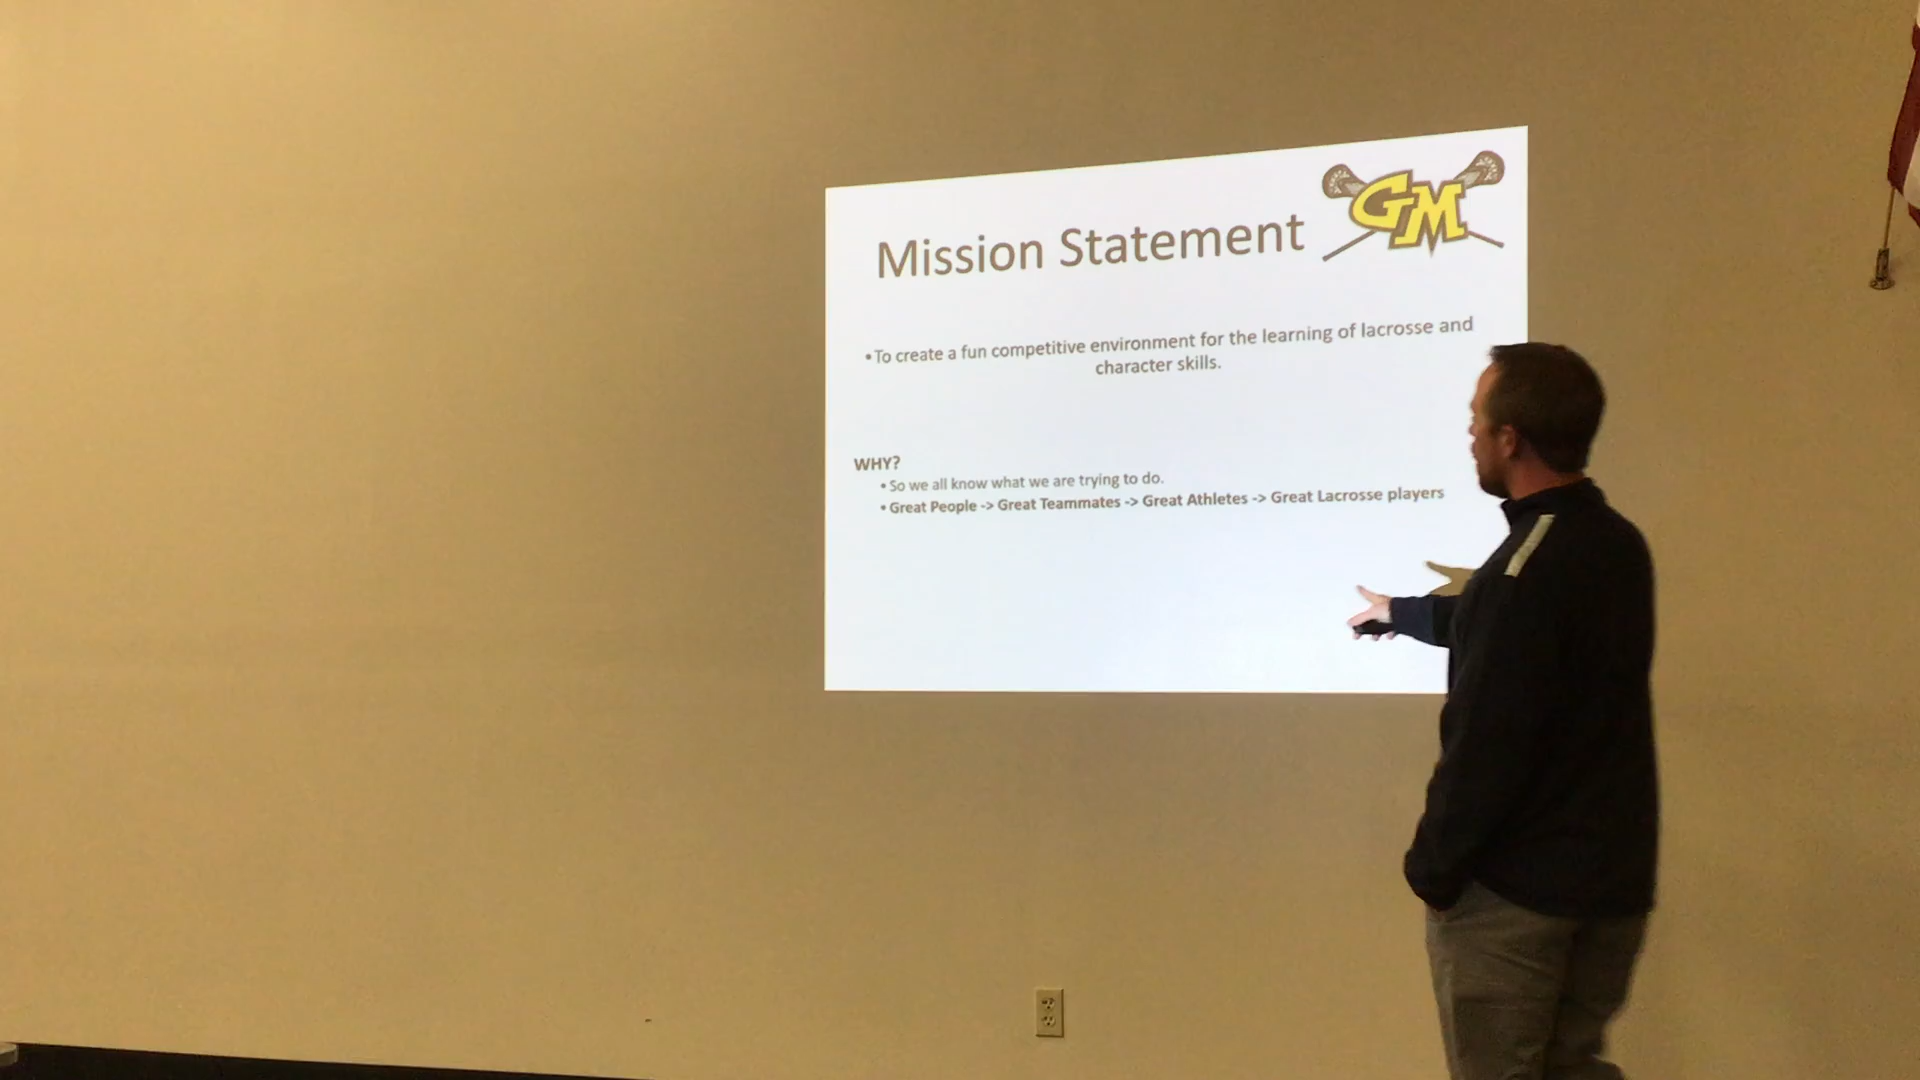 GM
Mission Statement
• To create a fun competitive environment for the learning of lacrosse and
character skills.
WHY?
• So we all know what we are trying to do.
• Great People -> Great Teammates -> Great Athletes -> Great Lacrosse players